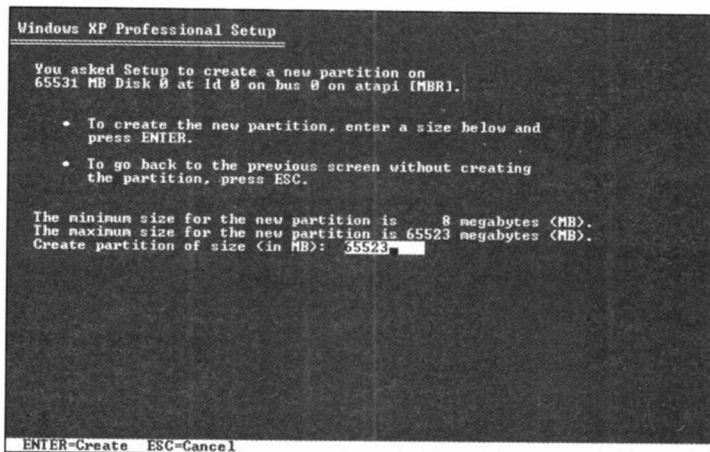 Windows XP Professional Setup
You asked Setup to create a new partition on
65531 MB Disk 0 at Id 0 on bus 0 on atapi [MBR].
• To create the new partition, enter a size below and
press ENTER.
• To go back to the previous screen without creating
the partition, press ESC.
The minimum size for the new partition is 8 megabytes (MB).
The maximum size for the new partition is 65523 megabytes (MB).
Create partition of size (in MB): 65523
ENTER=Create ESC=Cancel